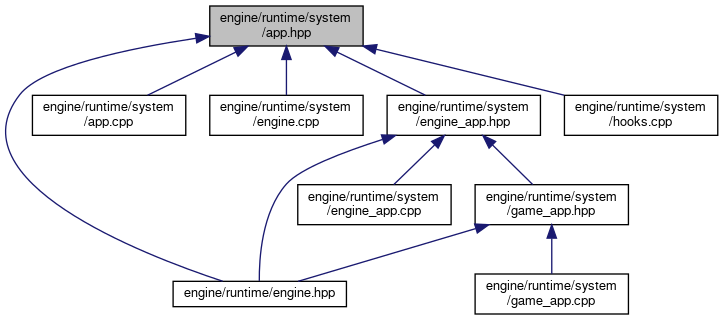 engine/runtime/system
/app.hpp
engine/runtime/system
/app.cpp
engine/runtime/system
/engine.cpp
engine/runtime/system
/engine_app.hpp
engine/runtime/system
/hooks.cpp
engine/runtime/system
/engine_app.cpp
engine/runtime/system
/game_app.hpp
engine/runtime/engine.hpp
engine/runtime/system
/game_app.cpp